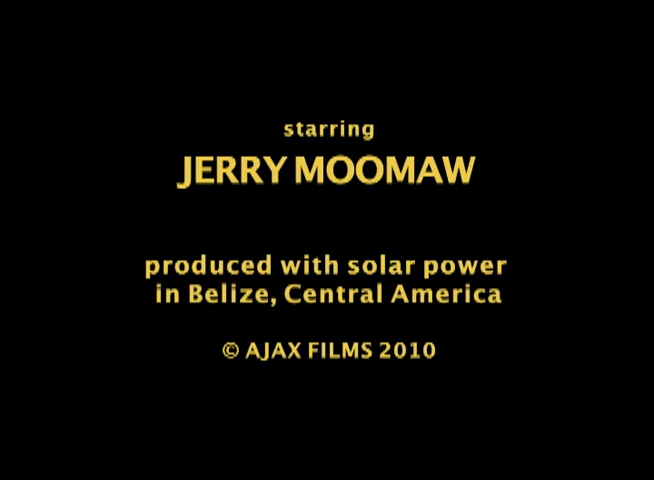 starring
JERRY MOOMAW
produced with solar power
in Belize, Central America
© AJAX FILMS 2010